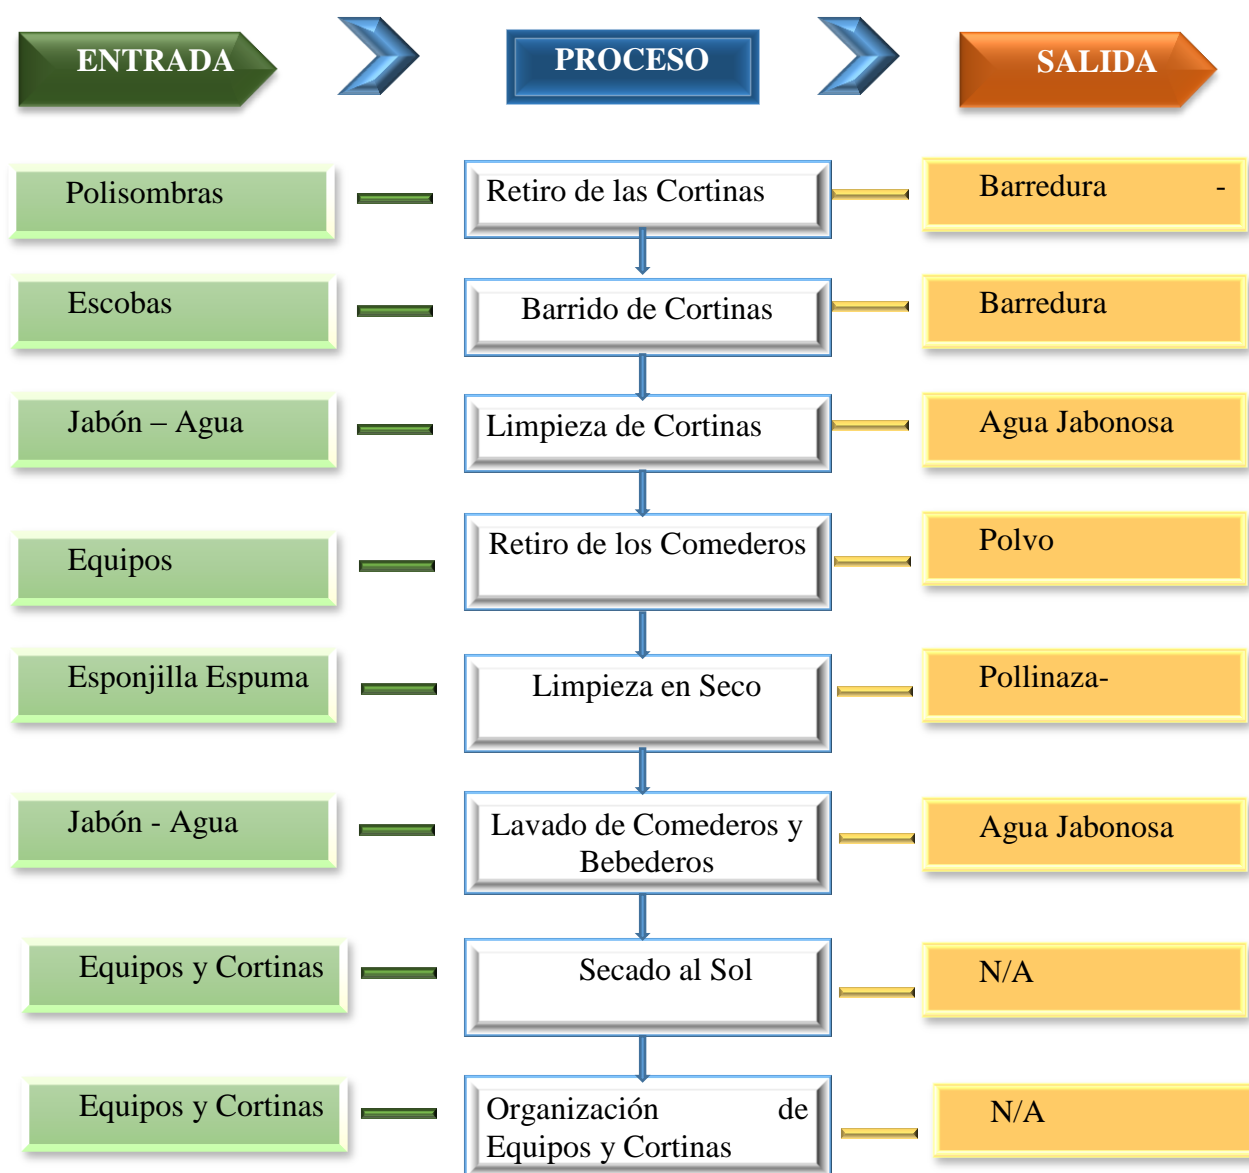 ENTRADA PROCESO SALIDA
Polisombras Retiro de las Cortinas Barredura -
Escobas Barrido de Cortinas Barredura
Jabón – Agua Limpieza de Cortinas Agua Jabonosa
Equipos Retiro de los Comederos Polvo
Esponjilla Espuma Limpieza en Seco Pollinaza-
Jabón - Agua Lavado de Comederos y Agua Jabonosa
Bebederos
Equipos y Cortinas Secado al Sol N/A
Equipos y Cortinas Organización de N/A
Equipos y Cortinas